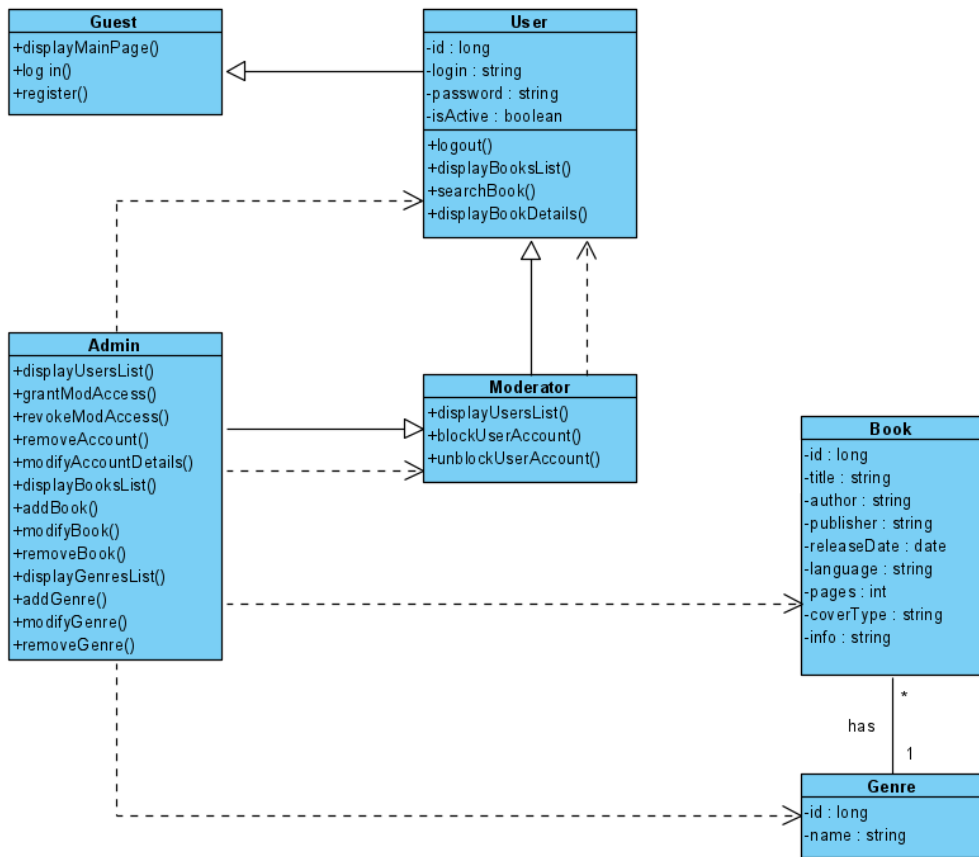 Guest
+displayMainPage()
+log in()
+register()
User
-id : long
-login : string
-password : string
-isActive : boolean
+logout()
+displayBooksList()
+searchBook()
+displayBookDetails()
Admin
+displayUsersList()
+grantModAccess()
+revokeModAccess()
+removeAccount()
+modifyAccountDetails()
+displayBooksList()
+addBook()
+modifyBook()
+removeBook()
+displayGenresList()
+addGenre()
+modifyGenre()
+removeGenre()
Moderator
+displayUsersList()
+blockUserAccount()
+unblockUserAccount()
Book
-id : long
-title : string
-author : string
-publisher : string
-releaseDate : date
-language : string
-pages : int
-coverType : string
-info : string
*
has
1
Genre
-id : long
-name : string